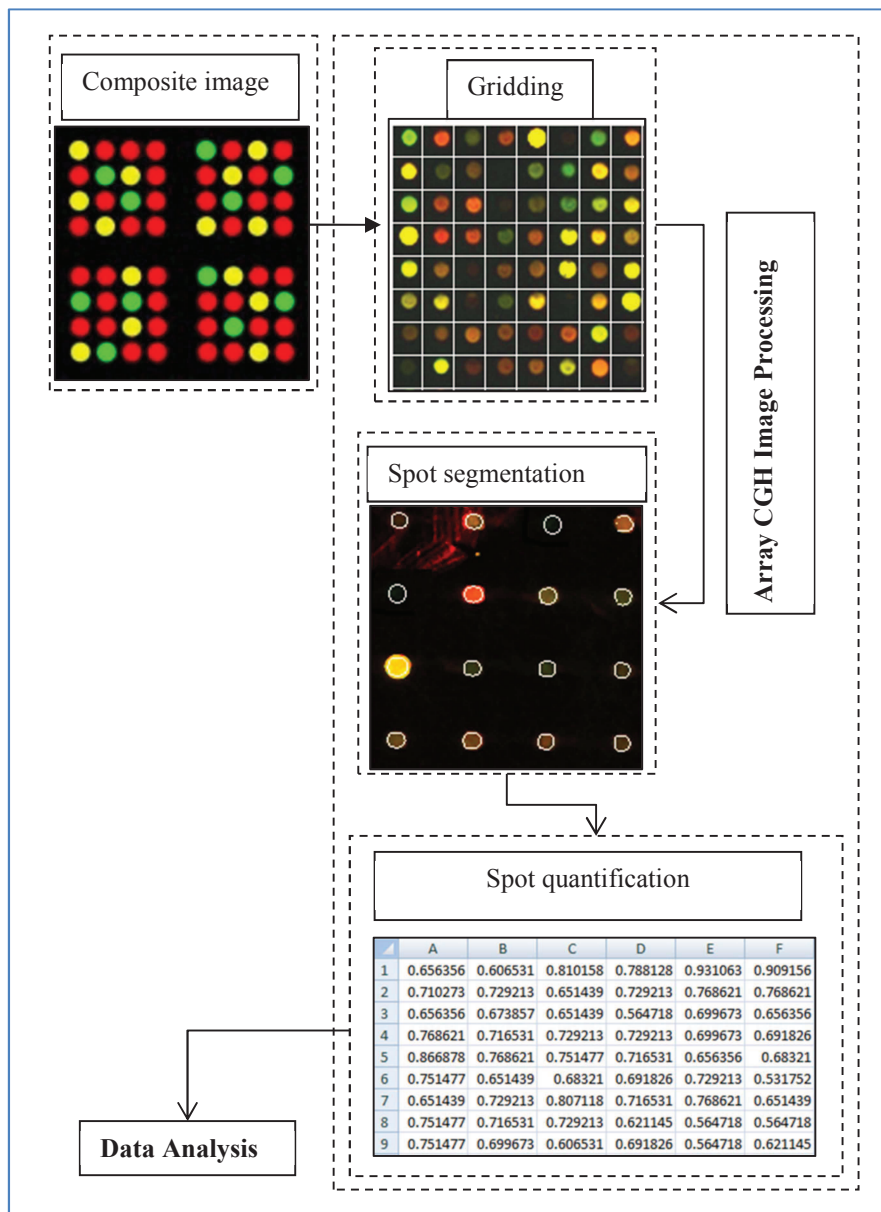 Composite image
Gridding
Array CGH Image Processing
Spot segmentation
Spot quantification
A B C D E F
1 0.656356 0.606531 0.810158 0.788128 0.931063 0.909156
2 0.710273 0.729213 0.651439 0.729213 0.768621 0.768621
3 0.656356 0.673857 0.651439 0.564718 0.699673 0.656356
4 0.768621 0.716531 0.729213 0.729213 0.699673 0.691826
5 0.866878 0.768621 0.751477 0.716531 0.656356 0.68321
6 0.751477 0.651439 0.68321 0.691826 0.729213 0.531752
7 0.651439 0.729213 0.807118 0.716531 0.768621 0.651439
8 0.751477 0.716531 0.729213 0.621145 0.564718 0.564718
9 0.751477 0.699673 0.606531 0.691826 0.564718 0.621145
Data Analysis